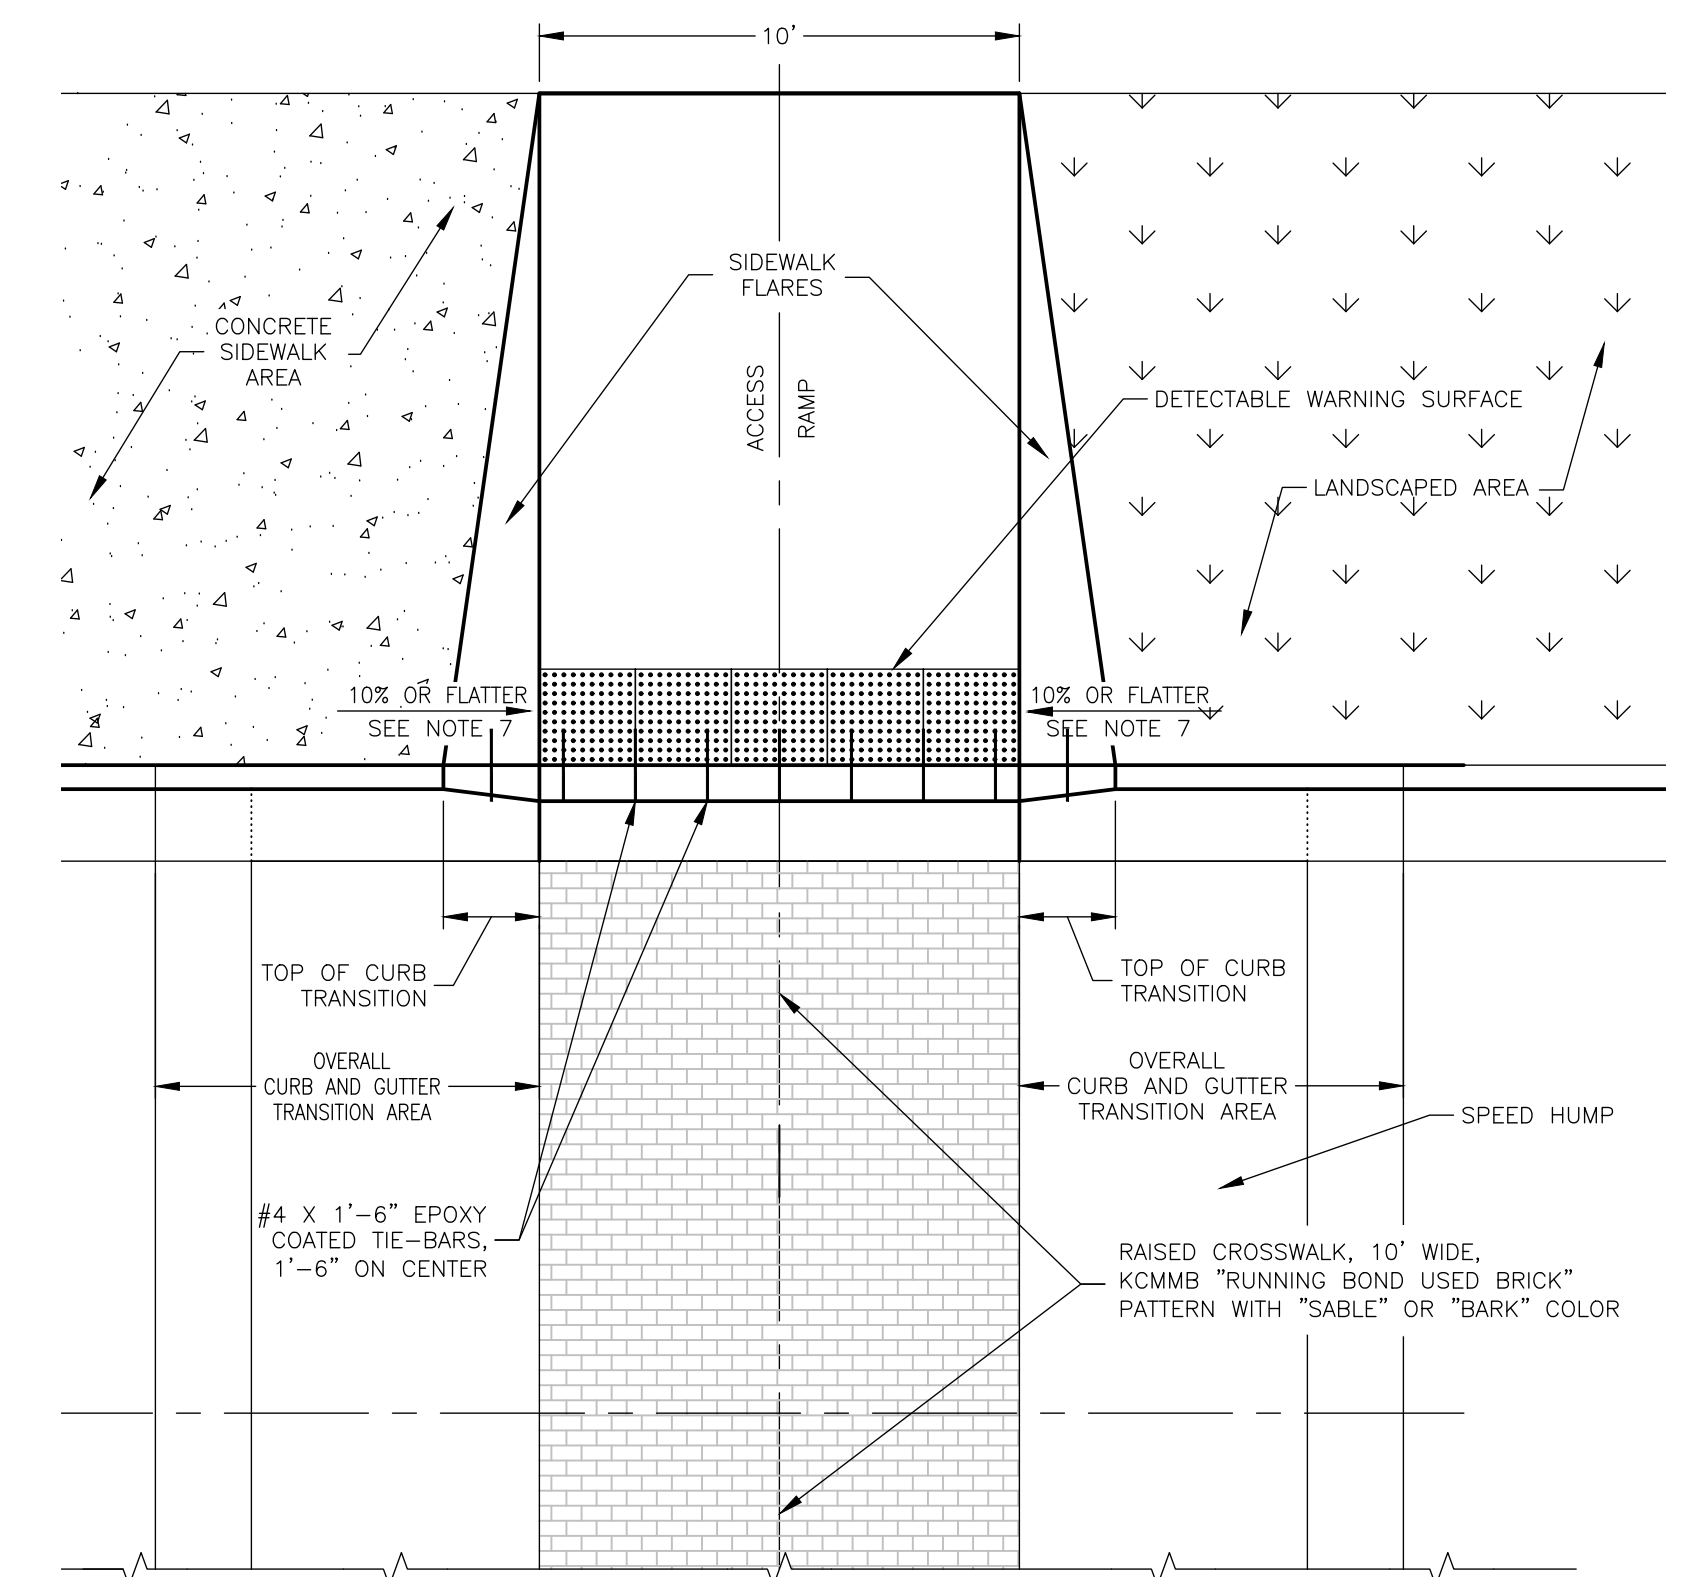 10'
SIDEWALK
FLARES
CONCRETE
SIDEWALK
AREA
ACCESS
RAMP
DETECTABLE WARNING SURFACE
LANDSCAPED AREA
10% OR FLATTER
SEE NOTE 7
10% OR FLATTER
SEE NOTE 7
TOP OF CURB
TRANSITION
TOP OF CURB
TRANSITION
OVERALL
CURB AND GUTTER
TRANSITION AREA
OVERALL
CURB AND GUTTER
TRANSITION AREA
SPEED HUMP
#4 X 1'-6" EPOXY
COATED TIE-BARS,
1'-6" ON CENTER
RAISED CROSSWALK, 10' WIDE,
KCMMB "RUNNING BOND USED BRICK"
PATTERN WITH "SABLE" OR "BARK" COLOR